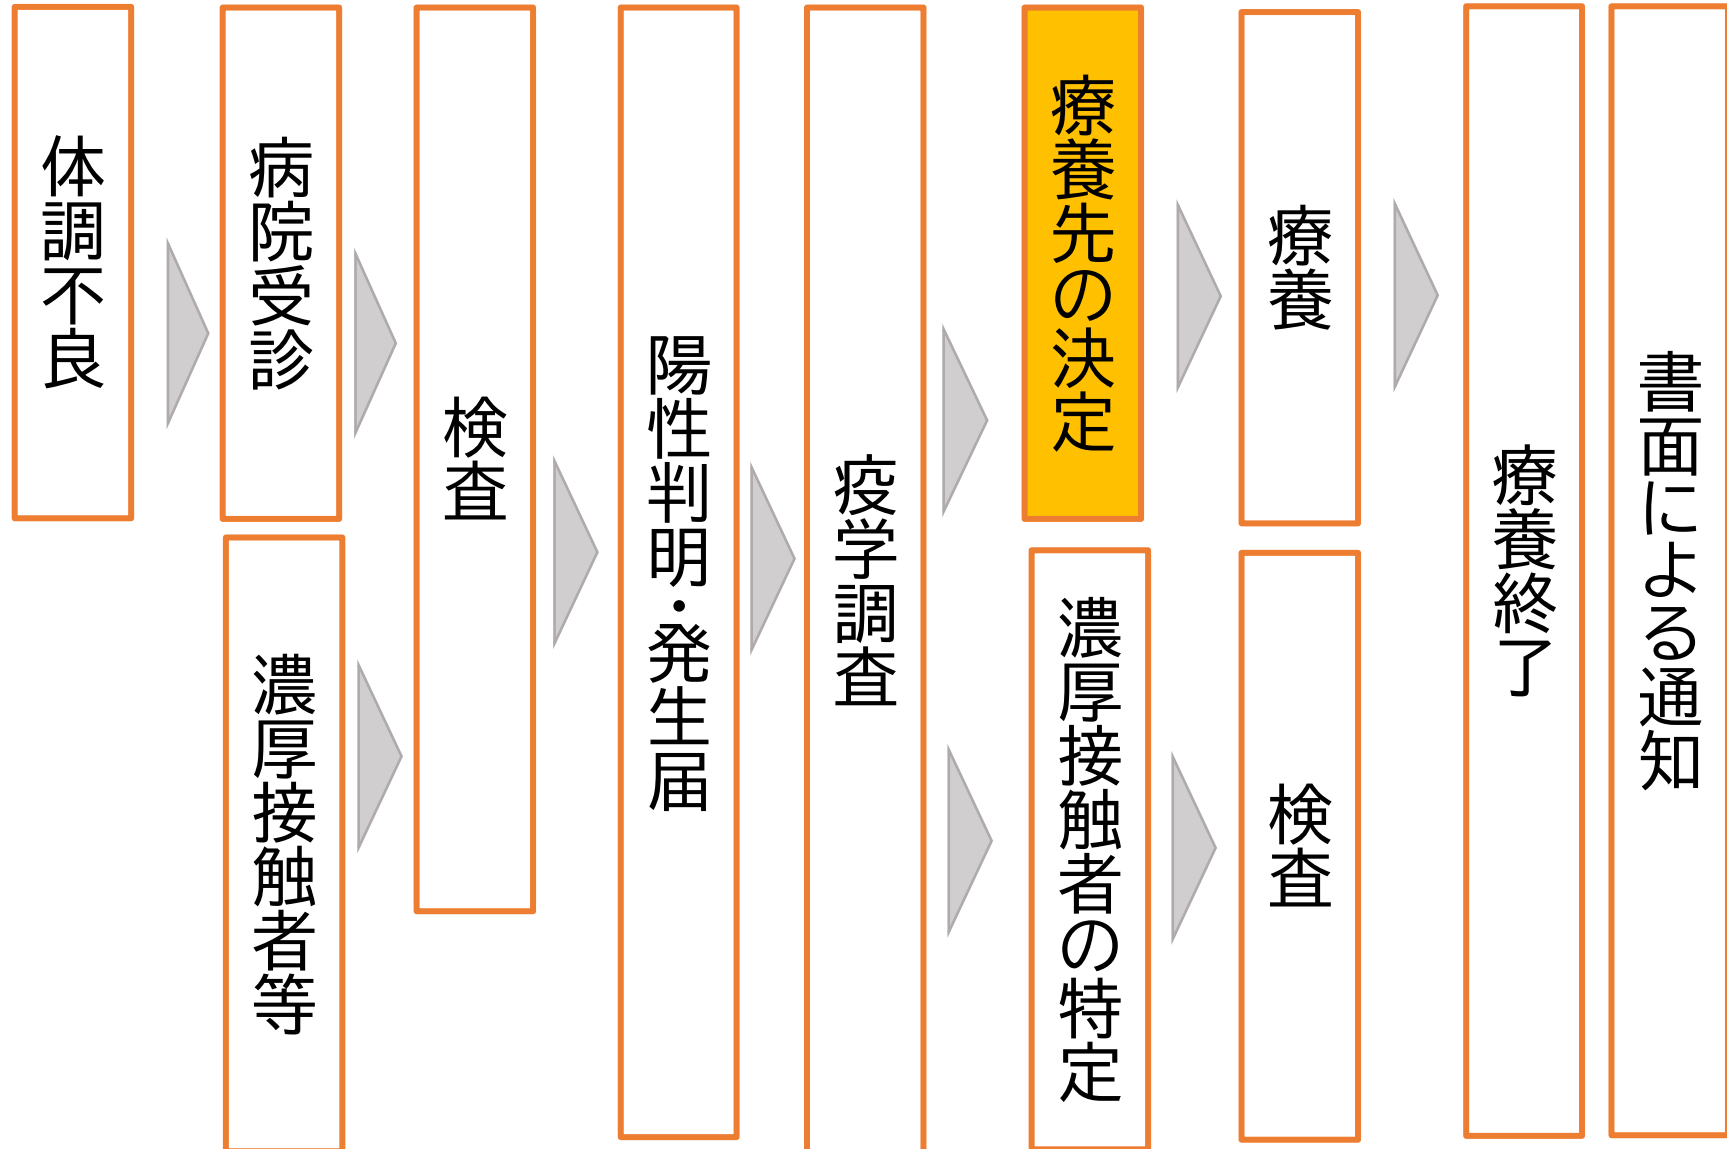 体調不良
病院受診
濃厚接触者等
検査
陽性判明・発生届
疫学調査
療養先の決定
濃厚接触者の特定
療養
検査
療養終了
書面による通知